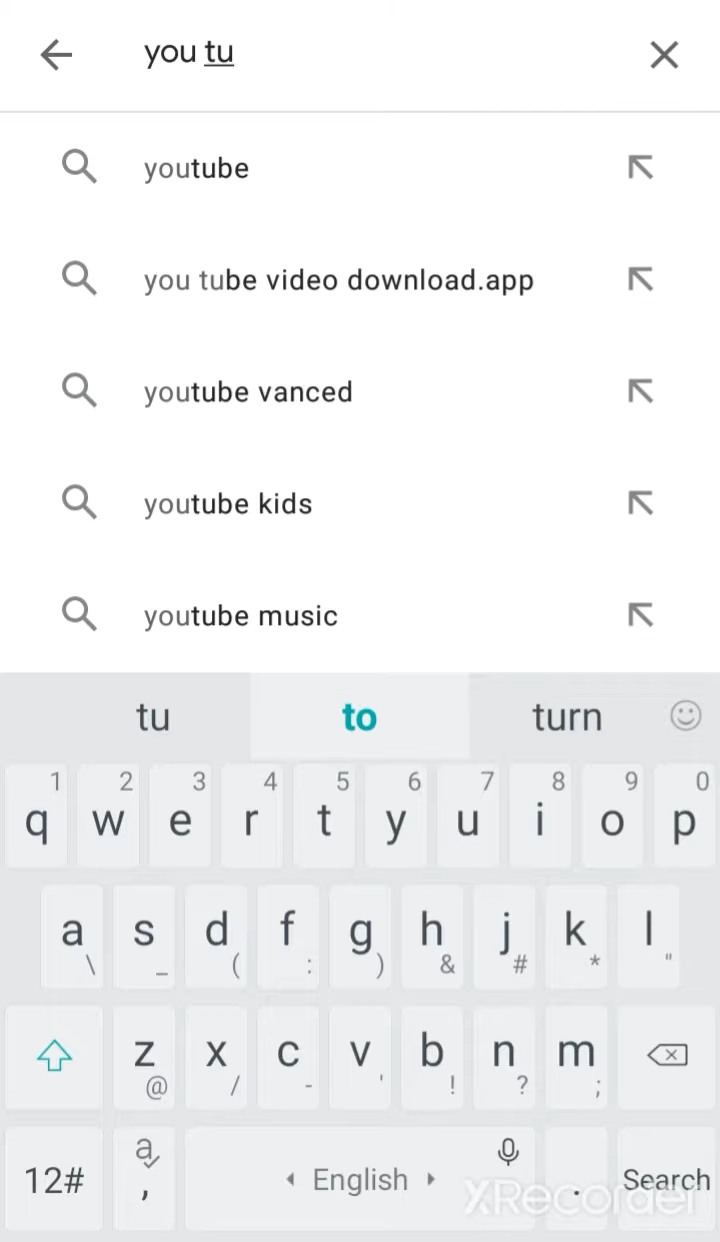 you tu
youtube
you tube video download.app
youtube vanced
youtube kids
youtube music
tu to turn
1 2 3 4 5 6 7 8 9 0
q w e r t y u i o p
a s d f g h j k l
\ _ ( : ) & # * "
z x c v b n m
@ / - ' ! ? ;
12# a , English . Search
XRecorder